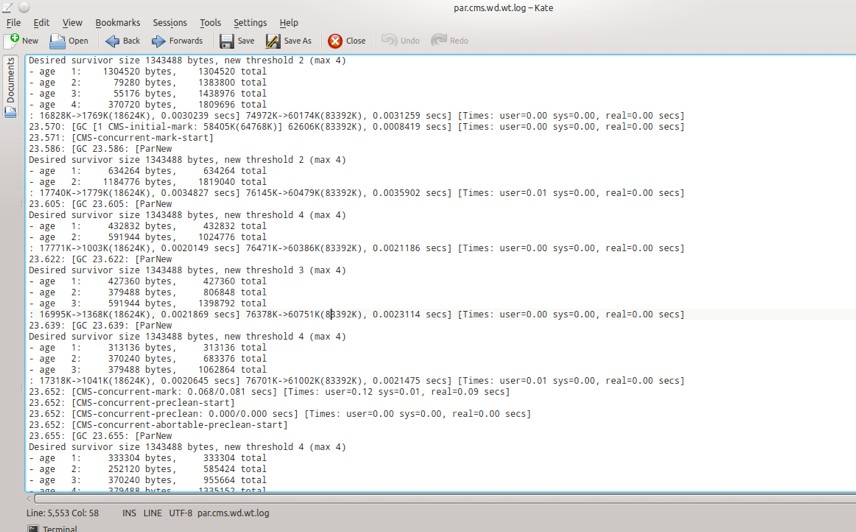 par.cms.wd.wt.log – Kate
File Edit View Bookmarks Sessions Tools Settings Help
New Open Back Forwards Save Save As Close Undo Redo
Documents
Desired survivor size 1343488 bytes, new threshold 2 (max 4)
- age 1: 1304520 bytes, 1304520 total
- age 2: 79280 bytes, 1383800 total
- age 3: 55176 bytes, 1438976 total
- age 4: 370720 bytes, 1809696 total
: 16828K->1769K(18624K), 0.0030239 secs] 74972K->60174K(83392K), 0.0031259 secs] [Times: user=0.00 sys=0.00, real=0.00 secs]
23.570: [GC [1 CMS-initial-mark: 58405K(64768K)] 62606K(83392K), 0.0008419 secs] [Times: user=0.00 sys=0.00, real=0.00 secs]
23.571: [CMS-concurrent-mark-start]
23.586: [GC 23.586: [ParNew
Desired survivor size 1343488 bytes, new threshold 2 (max 4)
- age 1: 634264 bytes, 634264 total
- age 2: 1184776 bytes, 1819040 total
: 17740K->1779K(18624K), 0.0034827 secs] 76145K->60479K(83392K), 0.0035902 secs] [Times: user=0.01 sys=0.00, real=0.00 secs]
23.605: [GC 23.605: [ParNew
Desired survivor size 1343488 bytes, new threshold 4 (max 4)
- age 1: 432832 bytes, 432832 total
- age 2: 591944 bytes, 1024776 total
: 17771K->1003K(18624K), 0.0020149 secs] 76471K->60386K(83392K), 0.0021186 secs] [Times: user=0.00 sys=0.00, real=0.00 secs]
23.622: [GC 23.622: [ParNew
Desired survivor size 1343488 bytes, new threshold 3 (max 4)
- age 1: 427360 bytes, 427360 total
- age 2: 379488 bytes, 806848 total
- age 3: 591944 bytes, 1398792 total
: 16995K->1368K(18624K), 0.0021869 secs] 76378K->60751K(83392K), 0.0023114 secs] [Times: user=0.00 sys=0.00, real=0.00 secs]
23.639: [GC 23.639: [ParNew
Desired survivor size 1343488 bytes, new threshold 4 (max 4)
- age 1: 313136 bytes, 313136 total
- age 2: 370240 bytes, 683376 total
- age 3: 379488 bytes, 1062864 total
: 17318K->1041K(18624K), 0.0020645 secs] 76701K->61002K(83392K), 0.0021475 secs] [Times: user=0.01 sys=0.00, real=0.00 secs]
23.652: [CMS-concurrent-mark: 0.068/0.081 secs] [Times: user=0.12 sys=0.01, real=0.09 secs]
23.652: [CMS-concurrent-preclean-start]
23.652: [CMS-concurrent-preclean: 0.000/0.000 secs] [Times: user=0.00 sys=0.00, real=0.00 secs]
23.652: [CMS-concurrent-abortable-preclean-start]
23.655: [GC 23.655: [ParNew
Desired survivor size 1343488 bytes, new threshold 4 (max 4)
- age 1: 333304 bytes, 333304 total
- age 2: 252120 bytes, 585424 total
- age 3: 370240 bytes, 955664 total
- age 4: 379488 bytes, 1335152 total
Line: 5,553 Col: 58 INS LINE UTF-8 par.cms.wd.wt.log
Terminal